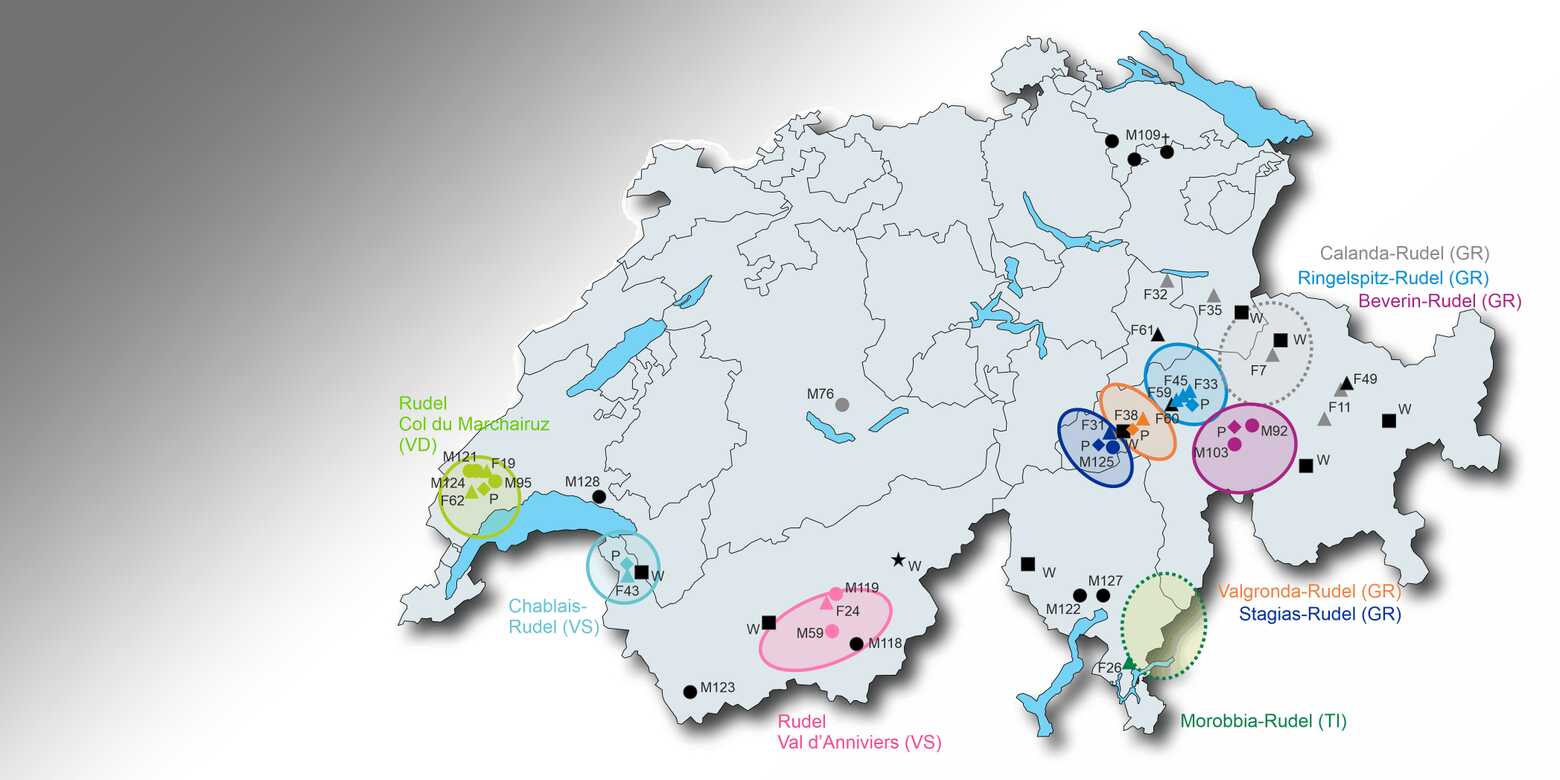 M109†
Calanda-Rudel (GR)
Ringelspitz-Rudel (GR)
Beverin-Rudel (GR)
F32
F35
W
F61
W
F7
F49
F11
W
M76
F45
F33
F59
P
F60
F38
P
W
F31
P
M125
P
M92
M103
W
Rudel
Col du Marchairuz
(VD)
M121
F19
M124
M95
F62
P
M128
P
W
F43
Chablais-
Rudel (VS)
W
M119
F24
W
M59
M118
M123
Rudel
Val d'Anniviers (VS)
W
M127
M122
Valgronda-Rudel (GR)
Stagias-Rudel (GR)
F26
Morobbia-Rudel (TI)